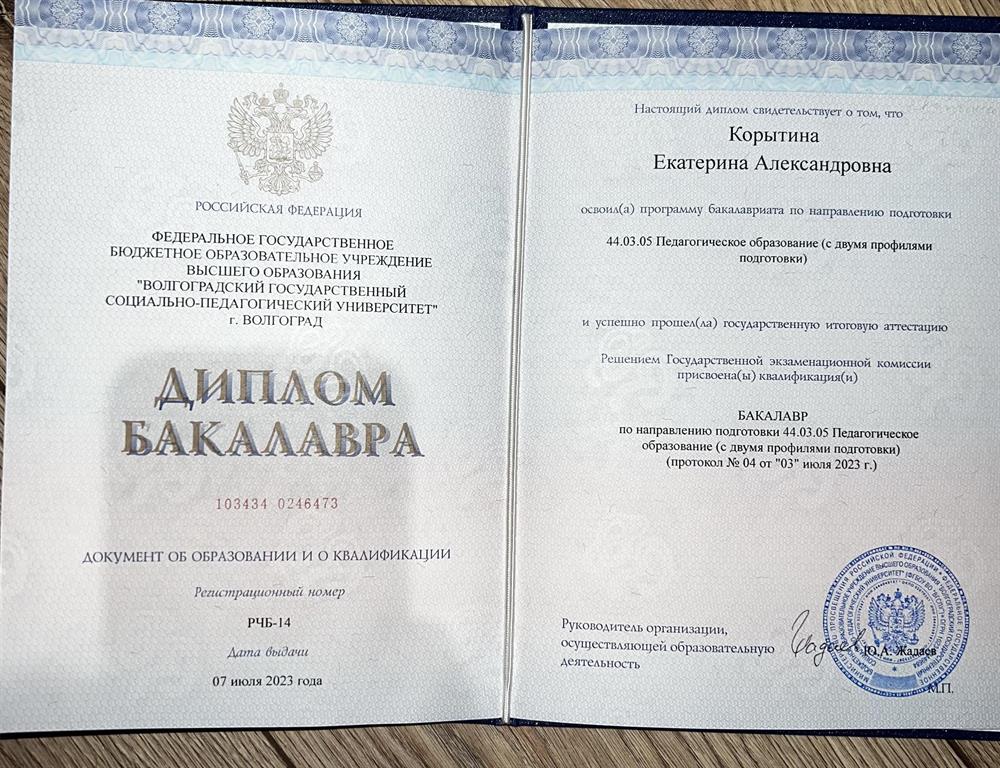 РОССИЙСКАЯ ФЕДЕРАЦИЯ
ФЕДЕРАЛЬНОЕ ГОСУДАРСТВЕННОЕ
БЮДЖЕТНОЕ ОБРАЗОВАТЕЛЬНОЕ УЧРЕЖДЕНИЕ
ВЫСШЕГО ОБРАЗОВАНИЯ
"ВОЛГОГРАДСКИЙ ГОСУДАРСТВЕННЫЙ
СОЦИАЛЬНО-ПЕДАГОГИЧЕСКИЙ УНИВЕРСИТЕТ"
г. ВОЛГОГРАД
ДИПЛОМ
БАКАЛАВРА
103434 0246473
ДОКУМЕНТ ОБ ОБРАЗОВАНИИ И О КВАЛИФИКАЦИИ
Регистрационный номер
РЧБ-14
Дата выдачи
07 июля 2023 года
Настоящий диплом свидетельствует о том, что
Корытина
Екатерина Александровна
освоил(а) программу бакалавриата по направлению подготовки
44.03.05 Педагогическое образование (с двумя профилями
подготовки)
и успешно прошел(ла) государственную итоговую аттестацию
Решением Государственной экзаменационной комиссии
присвоена(ы) квалификация(и)
БАКАЛАВР
по направлению подготовки 44.03.05 Педагогическое
образование (с двумя профилями подготовки)
(протокол № 04 от "03" июля 2023 г.)
Руководитель организации,
осуществляющей образовательную
деятельность
Ю.А. Жадаев
М.П.